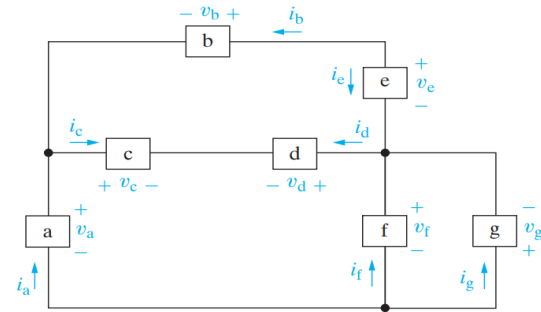 − v_b + i_b
b
i_e + e v_e −
i_c i_d
c d
+ v_c − − v_d +
+ + −
a v_a f v_f g v_g
− − +
i_a i_f i_g